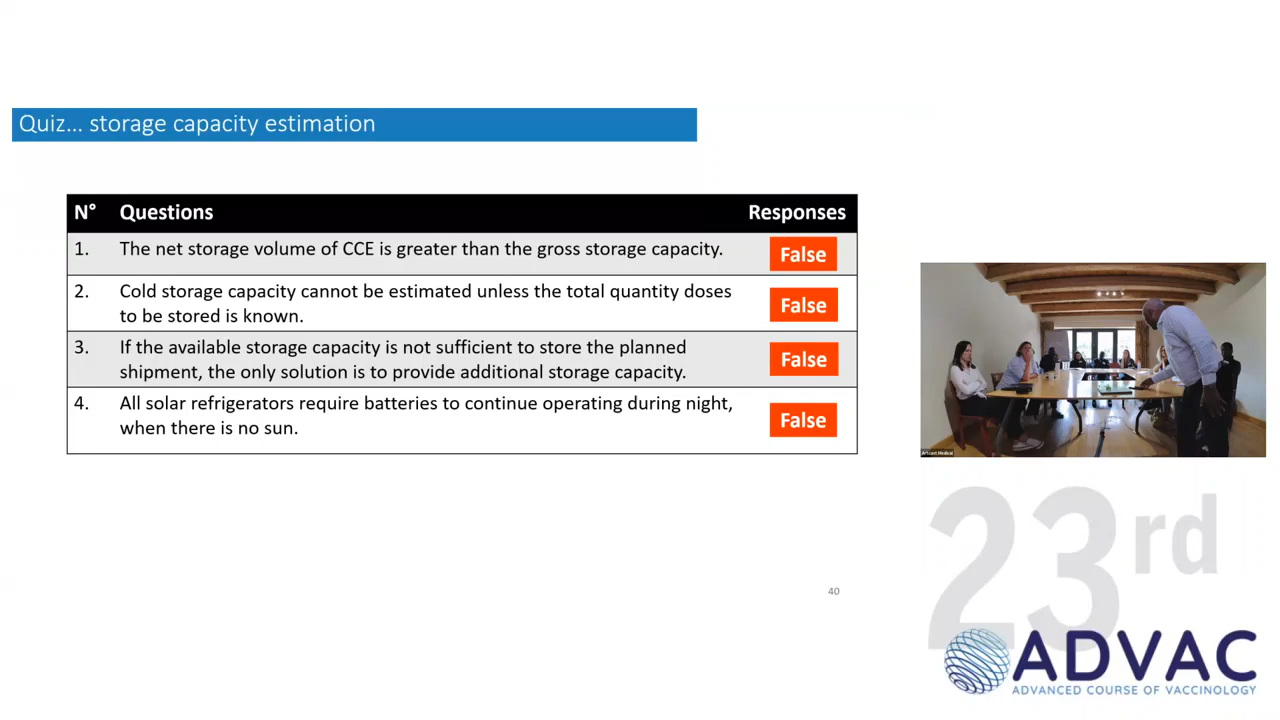 Quiz... storage capacity estimation
N° Questions Responses
1. The net storage volume of CCE is greater than the gross storage capacity. False
2. Cold storage capacity cannot be estimated unless the total quantity doses
to be stored is known. False
3. If the available storage capacity is not sufficient to store the planned
shipment, the only solution is to provide additional storage capacity. False
4. All solar refrigerators require batteries to continue operating during night,
when there is no sun. False
40
23rd
ADVAC
ADVANCED COURSE OF VACCINOLOGY